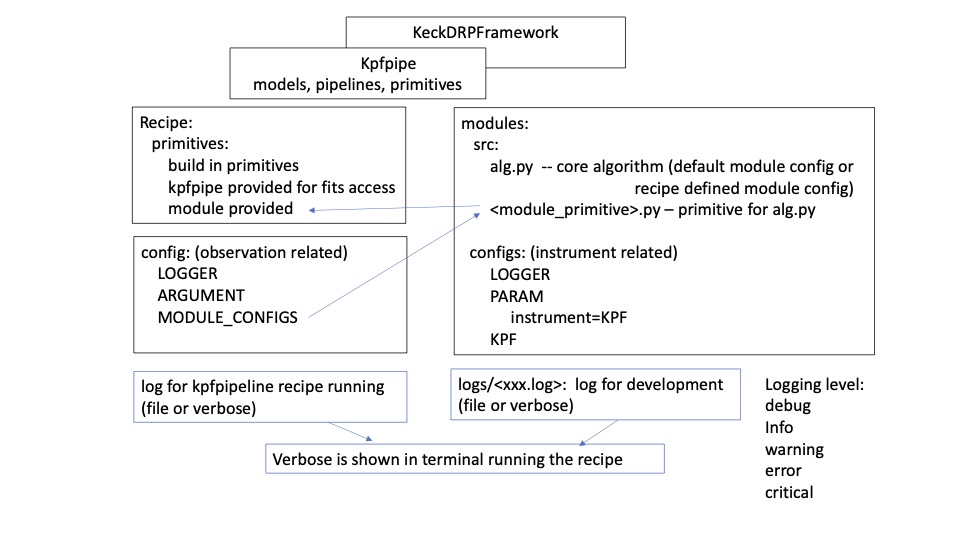 KeckDRPFramework
Kpfpipe
models, pipelines, primitives
Recipe:
primitives:
build in primitives
kpfpipe provided for fits access
module provided
modules:
src:
alg.py -- core algorithm (default module config or
recipe defined module config)
<module_primitive>.py – primitive for alg.py
configs: (instrument related)
LOGGER
PARAM
instrument=KPF
KPF
config: (observation related)
LOGGER
ARGUMENT
MODULE_CONFIGS
log for kpfpipeline recipe running
(file or verbose)
logs/<xxx.log>: log for development
(file or verbose)
Verbose is shown in terminal running the recipe
Logging level:
debug
Info
warning
error
critical